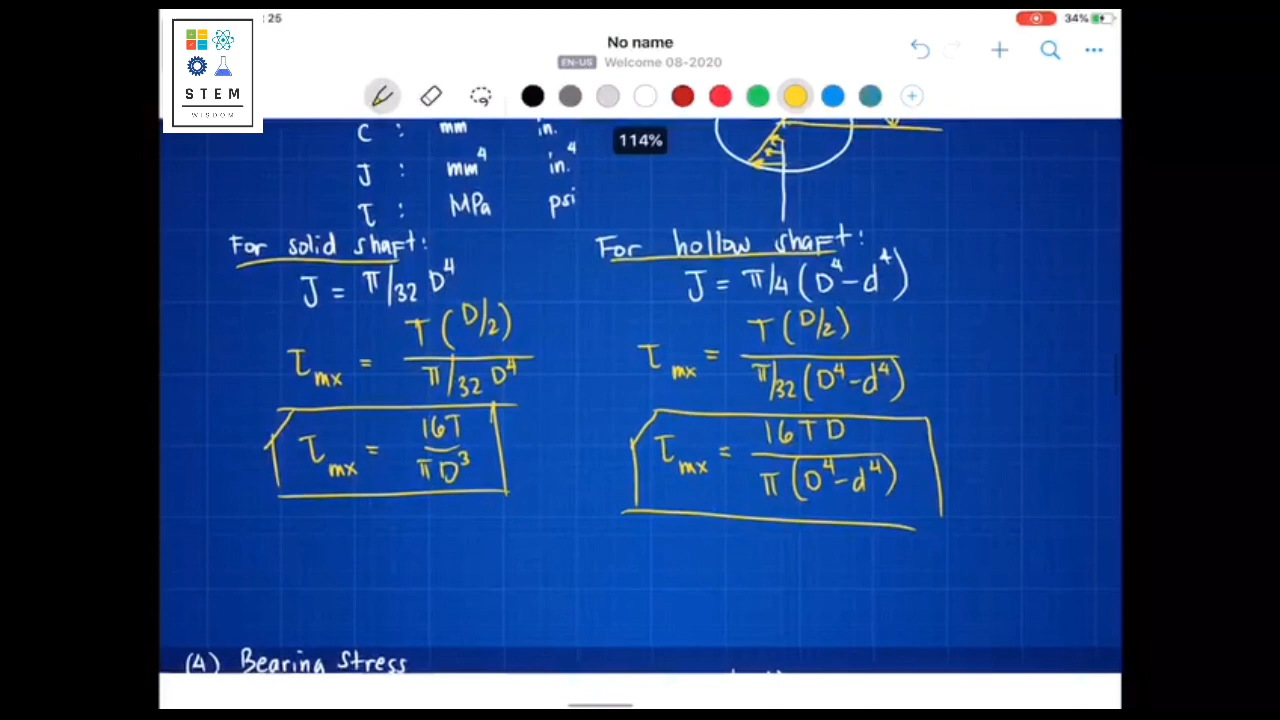 :25
34%
No name
EN-US Welcome 08-2020
STEM
WISDOM
114%
C : mm in.
J : mm⁴ in.⁴
τ : MPa psi
For solid shaft:
J = π/32 D⁴
τmx = T(D/2) / π/32 D⁴
τmx = 16T / πD³
For hollow shaft:
J = π/4 (D⁴-d⁴)
τmx = T(D/2) / π/32 (D⁴-d⁴)
τmx = 16TD / π(D⁴-d⁴)
(4) Bearing Stress